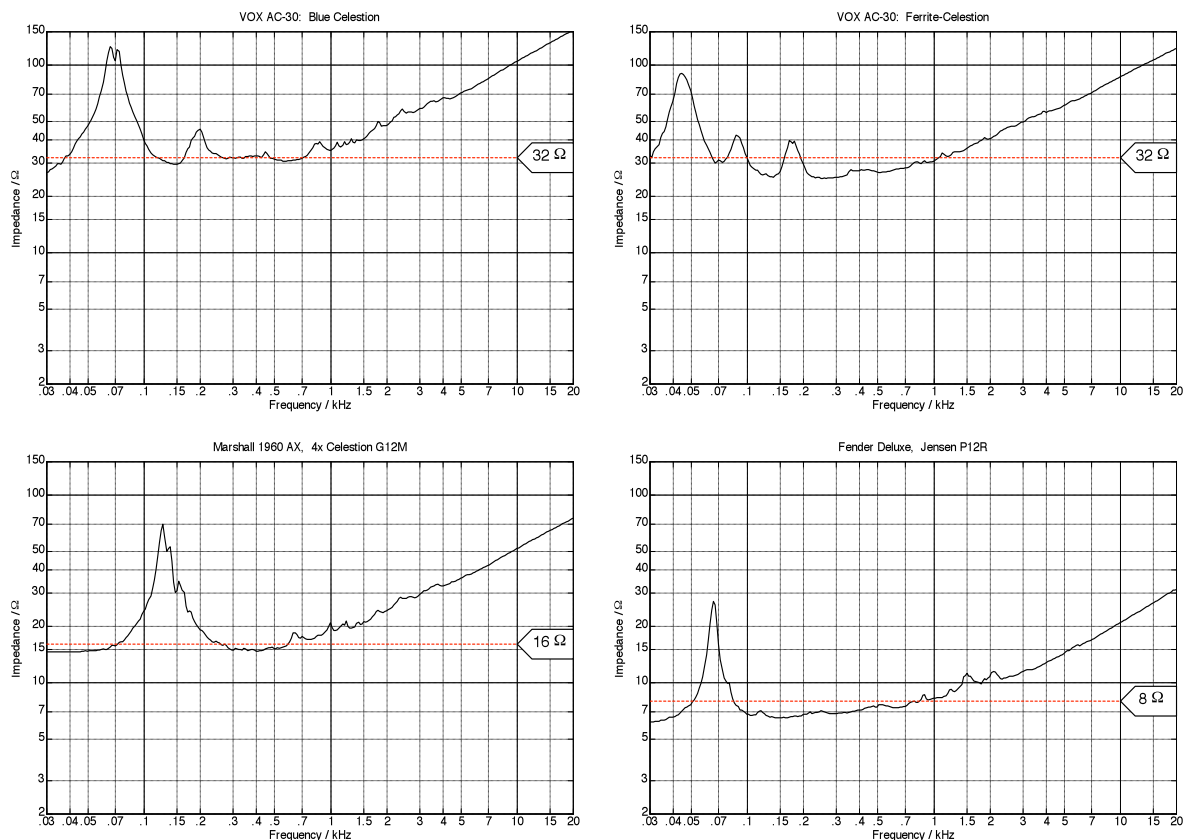 VOX AC-30: Blue Celestion
150
100
70
50
40
30
20
15
10
7
5
3
2
Impedance / Ω
32 Ω
.03 .04 .05 .07 .1 .15 .2 .3 .4 .5 .7 1 1.5 2 3 4 5 7 10 15 20
Frequency / kHz
VOX AC-30: Ferrite-Celestion
150
100
70
50
40
30
20
15
10
7
5
3
2
Impedance / Ω
32 Ω
.03 .04 .05 .07 .1 .15 .2 .3 .4 .5 .7 1 1.5 2 3 4 5 7 10 15 20
Frequency / kHz
Marshall 1960 AX, 4x Celestion G12M
150
100
70
50
40
30
20
15
10
7
5
3
2
Impedance / Ω
16 Ω
.03 .04 .05 .07 .1 .15 .2 .3 .4 .5 .7 1 1.5 2 3 4 5 7 10 15 20
Frequency / kHz
Fender Deluxe, Jensen P12R
150
100
70
50
40
30
20
15
10
7
5
3
2
Impedance / Ω
8 Ω
.03 .04 .05 .07 .1 .15 .2 .3 .4 .5 .7 1 1.5 2 3 4 5 7 10 15 20
Frequency / kHz